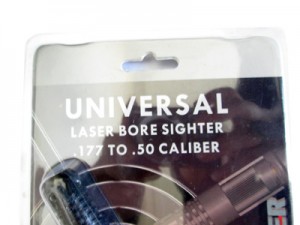 UNIVERSAL
LASER BORE SIGHTER
.177 TO .50 CALIBER